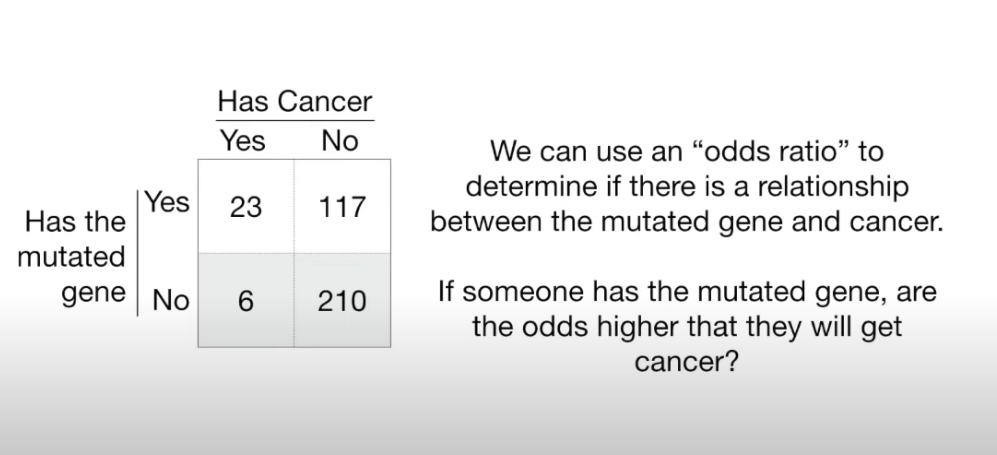 Has Cancer
Yes No
Has the mutated gene
Yes 23 117
No 6 210
We can use an “odds ratio” to
determine if there is a relationship
between the mutated gene and cancer.
If someone has the mutated gene, are
the odds higher that they will get
cancer?